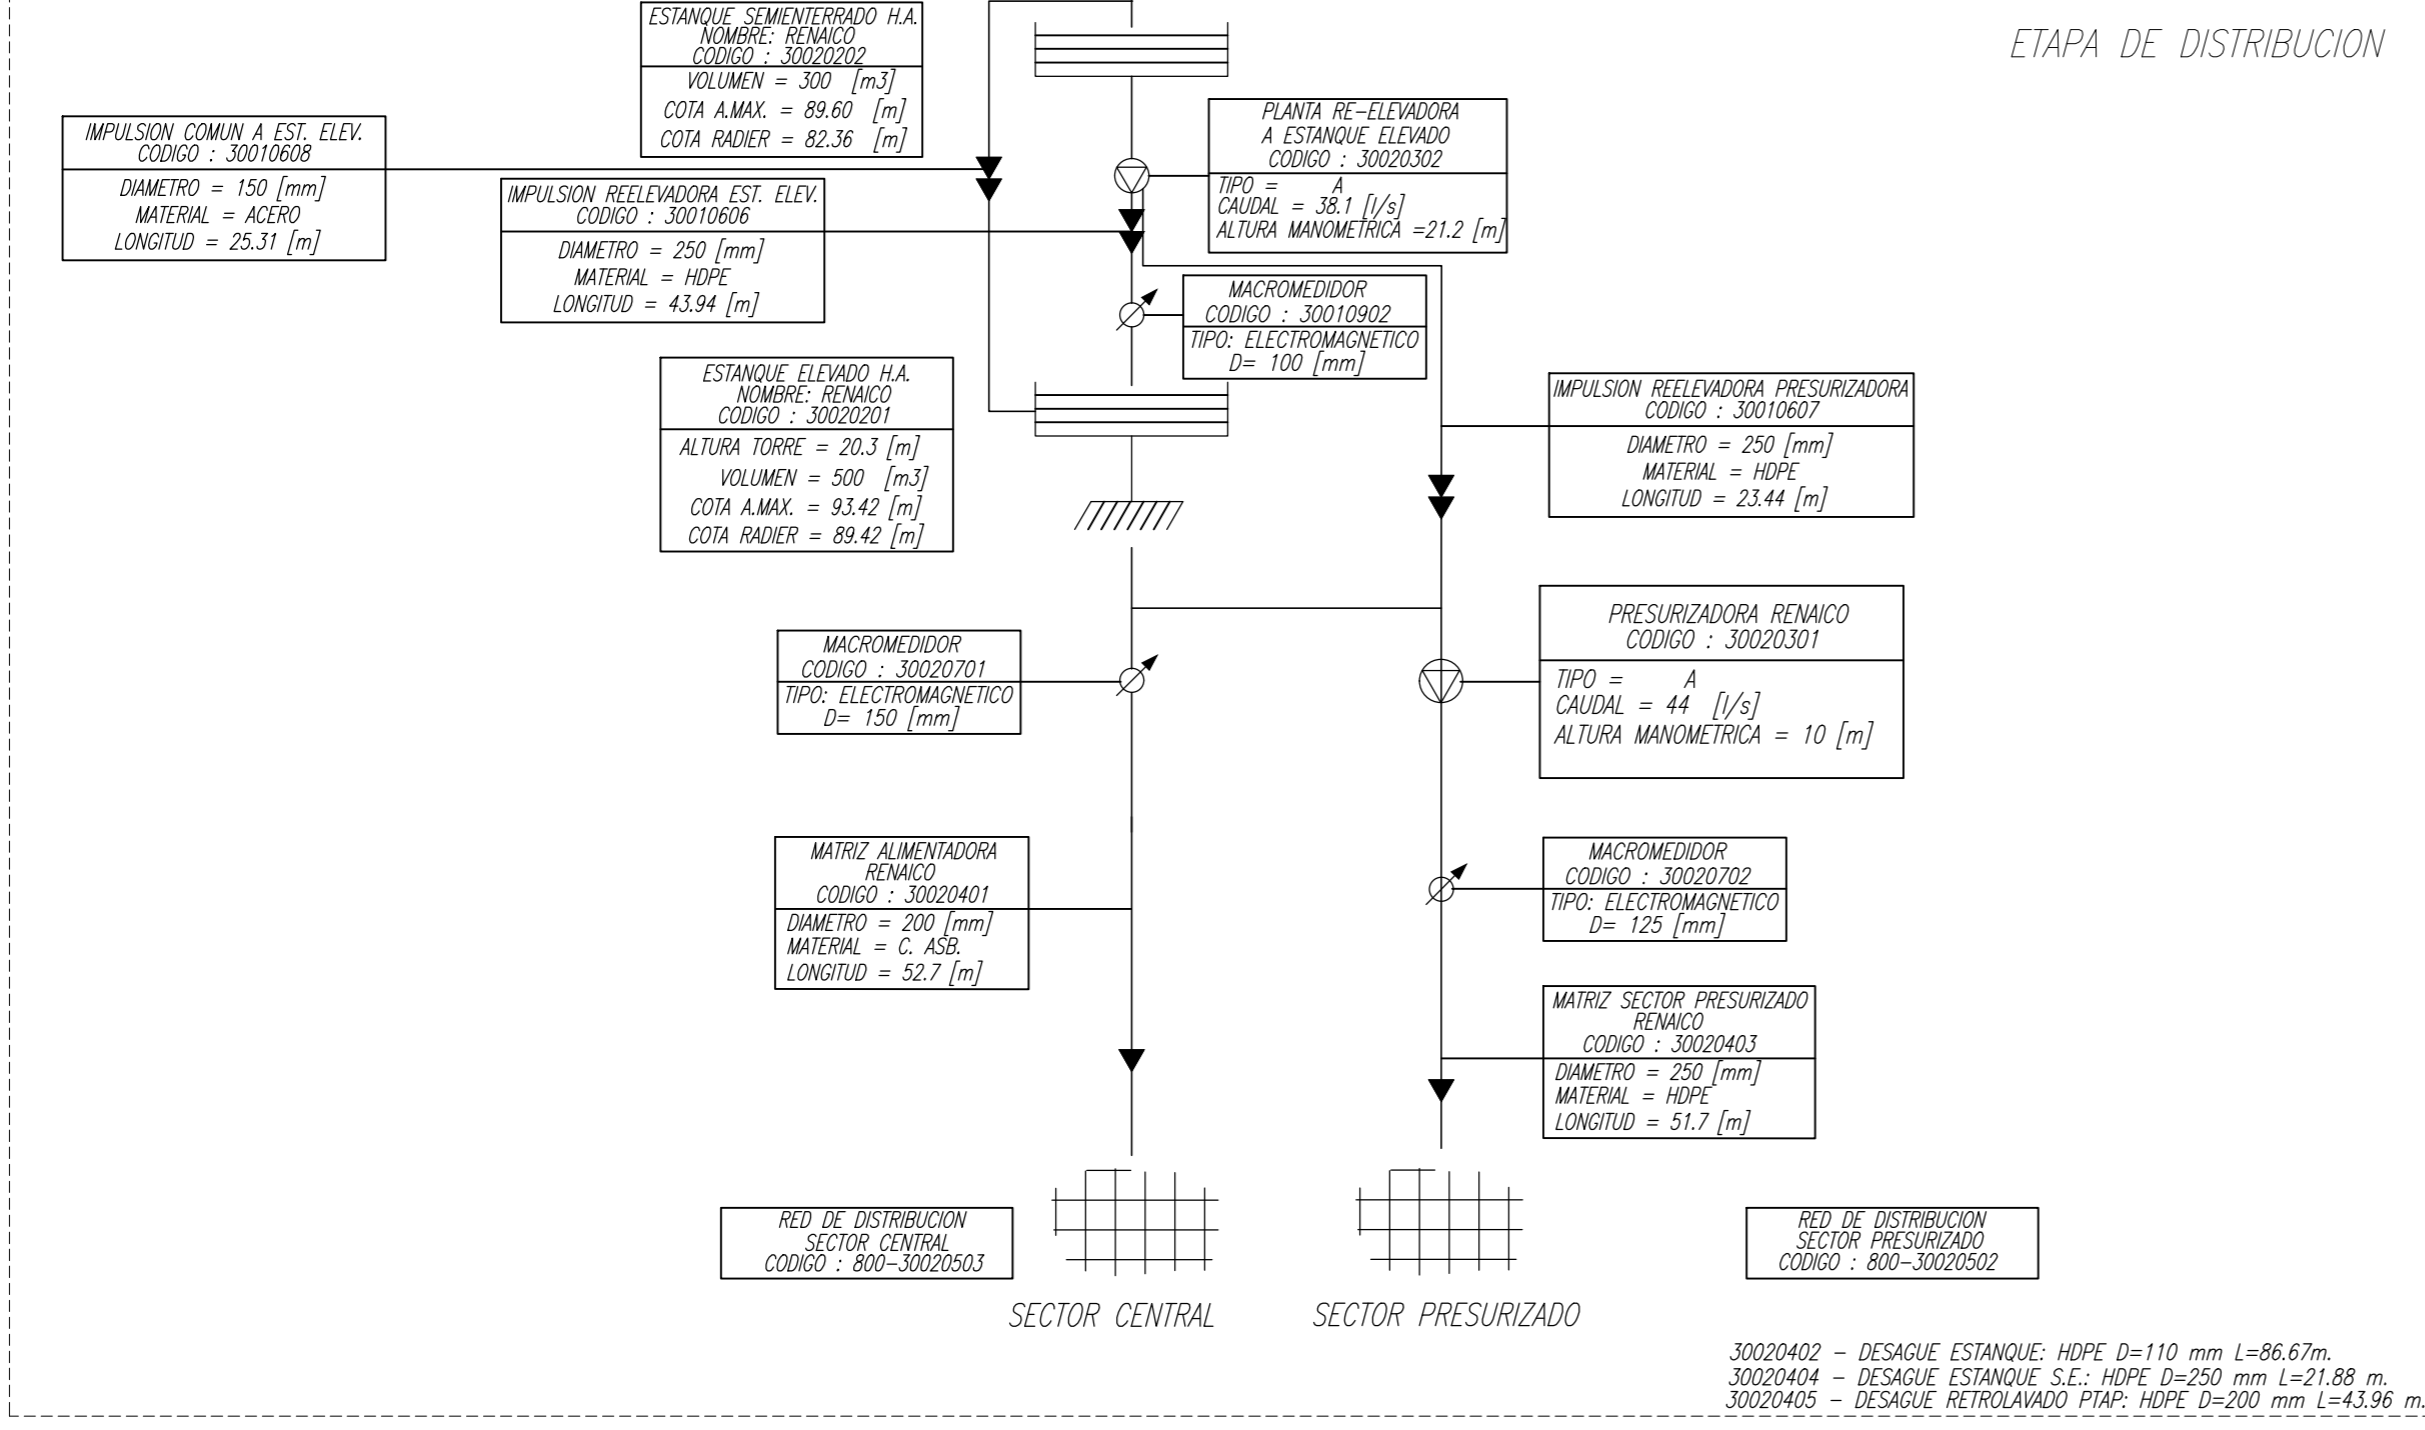 ETAPA DE DISTRIBUCION
ESTANQUE SEMIENTERRADO H.A.
NOMBRE: RENAICO
CODIGO : 30020202
VOLUMEN = 300 [m3]
COTA A.MAX. = 89.60 [m]
COTA RADIER = 82.36 [m]
PLANTA RE-ELEVADORA
A ESTANQUE ELEVADO
CODIGO : 30020302
TIPO = A
CAUDAL = 38.1 [l/s]
ALTURA MANOMETRICA =21.2 [m]
IMPULSION COMUN A EST. ELEV.
CODIGO : 30010608
DIAMETRO = 150 [mm]
MATERIAL = ACERO
LONGITUD = 25.31 [m]
IMPULSION REELEVADORA EST. ELEV.
CODIGO : 30010606
DIAMETRO = 250 [mm]
MATERIAL = HDPE
LONGITUD = 43.94 [m]
MACROMEDIDOR
CODIGO : 30010902
TIPO: ELECTROMAGNETICO
D= 100 [mm]
ESTANQUE ELEVADO H.A.
NOMBRE: RENAICO
CODIGO : 30020201
ALTURA TORRE = 20.3 [m]
VOLUMEN = 500 [m3]
COTA A.MAX. = 93.42 [m]
COTA RADIER = 89.42 [m]
IMPULSION REELEVADORA PRESURIZADORA
CODIGO : 30010607
DIAMETRO = 250 [mm]
MATERIAL = HDPE
LONGITUD = 23.44 [m]
PRESURIZADORA RENAICO
CODIGO : 30020301
TIPO = A
CAUDAL = 44 [l/s]
ALTURA MANOMETRICA = 10 [m]
MACROMEDIDOR
CODIGO : 30020701
TIPO: ELECTROMAGNETICO
D= 150 [mm]
MATRIZ ALIMENTADORA
RENAICO
CODIGO : 30020401
DIAMETRO = 200 [mm]
MATERIAL = C. ASB.
LONGITUD = 52.7 [m]
MACROMEDIDOR
CODIGO : 30020702
TIPO: ELECTROMAGNETICO
D= 125 [mm]
MATRIZ SECTOR PRESURIZADO
RENAICO
CODIGO : 30020403
DIAMETRO = 250 [mm]
MATERIAL = HDPE
LONGITUD = 51.7 [m]
RED DE DISTRIBUCION
SECTOR CENTRAL
CODIGO : 800-30020503
RED DE DISTRIBUCION
SECTOR PRESURIZADO
CODIGO : 800-30020502
SECTOR CENTRAL
SECTOR PRESURIZADO
30020402 - DESAGUE ESTANQUE: HDPE D=110 mm L=86.67m.
30020404 - DESAGUE ESTANQUE S.E.: HDPE D=250 mm L=21.88 m.
30020405 - DESAGUE RETROLAVADO PTAP: HDPE D=200 mm L=43.96 m.